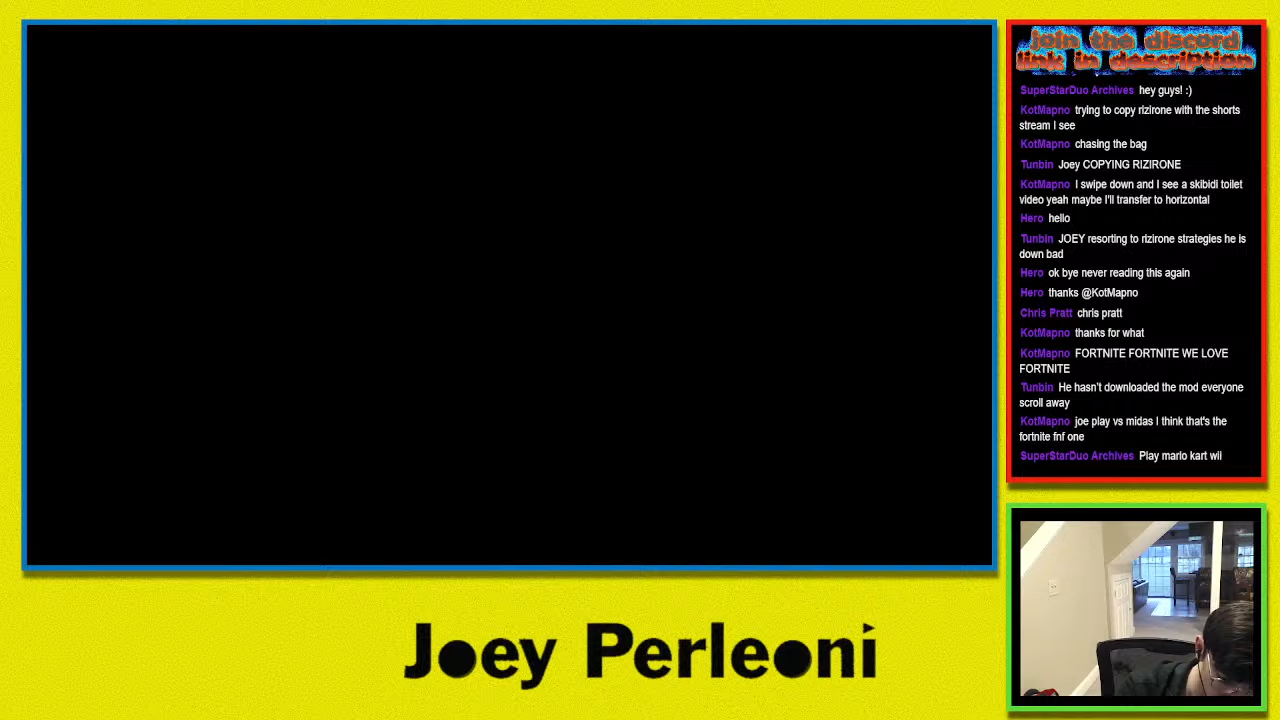 join the discord
link in description
SuperStarDuo Archives hey guys! :)
KotMapno trying to copy rizirone with the shorts
stream I see
KotMapno chasing the bag
Tunbin Joey COPYING RIZIRONE
KotMapno I swipe down and I see a skibidi toilet
video yeah maybe I'll transfer to horizontal
Hero hello
Tunbin JOEY resorting to rizirone strategies he is
down bad
Hero ok bye never reading this again
Hero thanks @KotMapno
Chris Pratt chris pratt
KotMapno thanks for what
KotMapno FORTNITE FORTNITE WE LOVE
FORTNITE
Tunbin He hasn't downloaded the mod everyone
scroll away
KotMapno joe play vs midas I think that's the
fortnite fnf one
SuperStarDuo Archives Play mario kart wii
Joey Perleoni